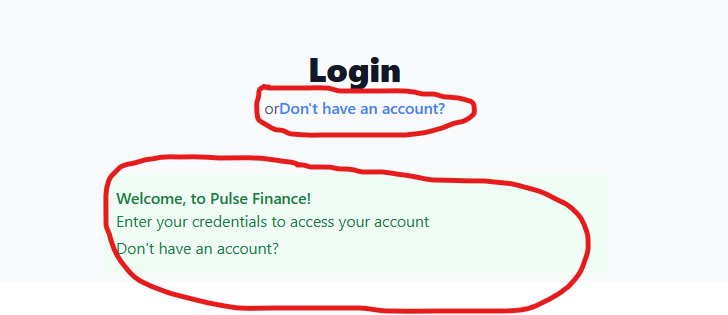 Login
orDon't have an account?
Welcome, to Pulse Finance!
Enter your credentials to access your account
Don't have an account?